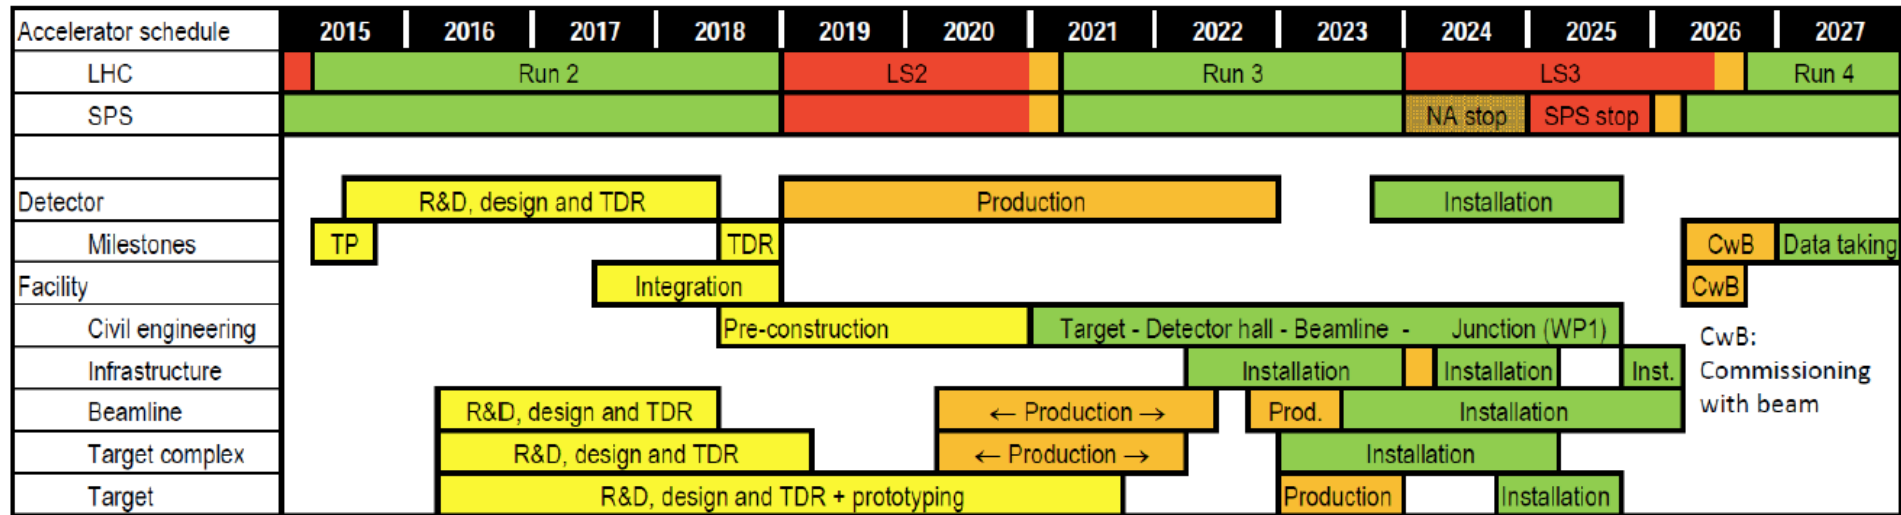 Accelerator schedule 2015 2016 2017 2018 2019 2020 2021 2022 2023 2024 2025 2026 2027
LHC Run 2 LS2 Run 3 LS3 Run 4
SPS NA stop SPS stop
Detector R&D, design and TDR Production Installation
Milestones TP TDR CwB Data taking
Facility Integration CwB
Civil engineering Pre-construction Target - Detector hall - Beamline - Junction (WP1)
Infrastructure Installation Installation Inst.
Beamline R&D, design and TDR ← Production → Prod. Installation
Target complex R&D, design and TDR ← Production → Installation
Target R&D, design and TDR + prototyping Production Installation
CwB:
Commissioning
with beam